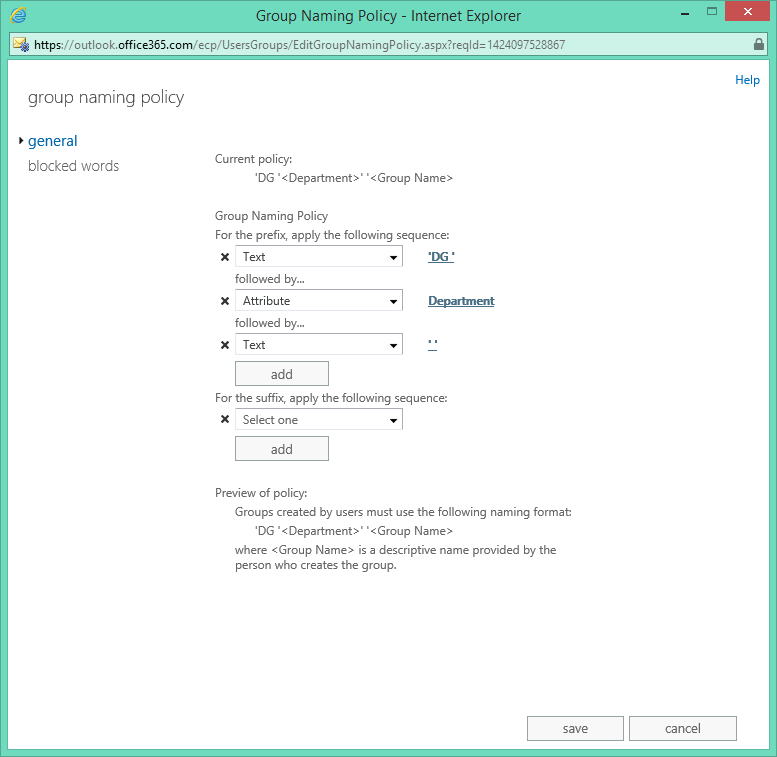 Group Naming Policy - Internet Explorer
https://outlook.office365.com/ecp/UsersGroups/EditGroupNamingPolicy.aspx?reqId=1424097528867
Help
group naming policy
general
blocked words
Current policy:
'DG '<Department>' '<Group Name>
Group Naming Policy
For the prefix, apply the following sequence:
Text 'DG '
followed by...
Attribute Department
followed by...
Text ' '
add
For the suffix, apply the following sequence:
Select one
add
Preview of policy:
Groups created by users must use the following naming format:
'DG '<Department>' '<Group Name>
where <Group Name> is a descriptive name provided by the
person who creates the group.
save cancel